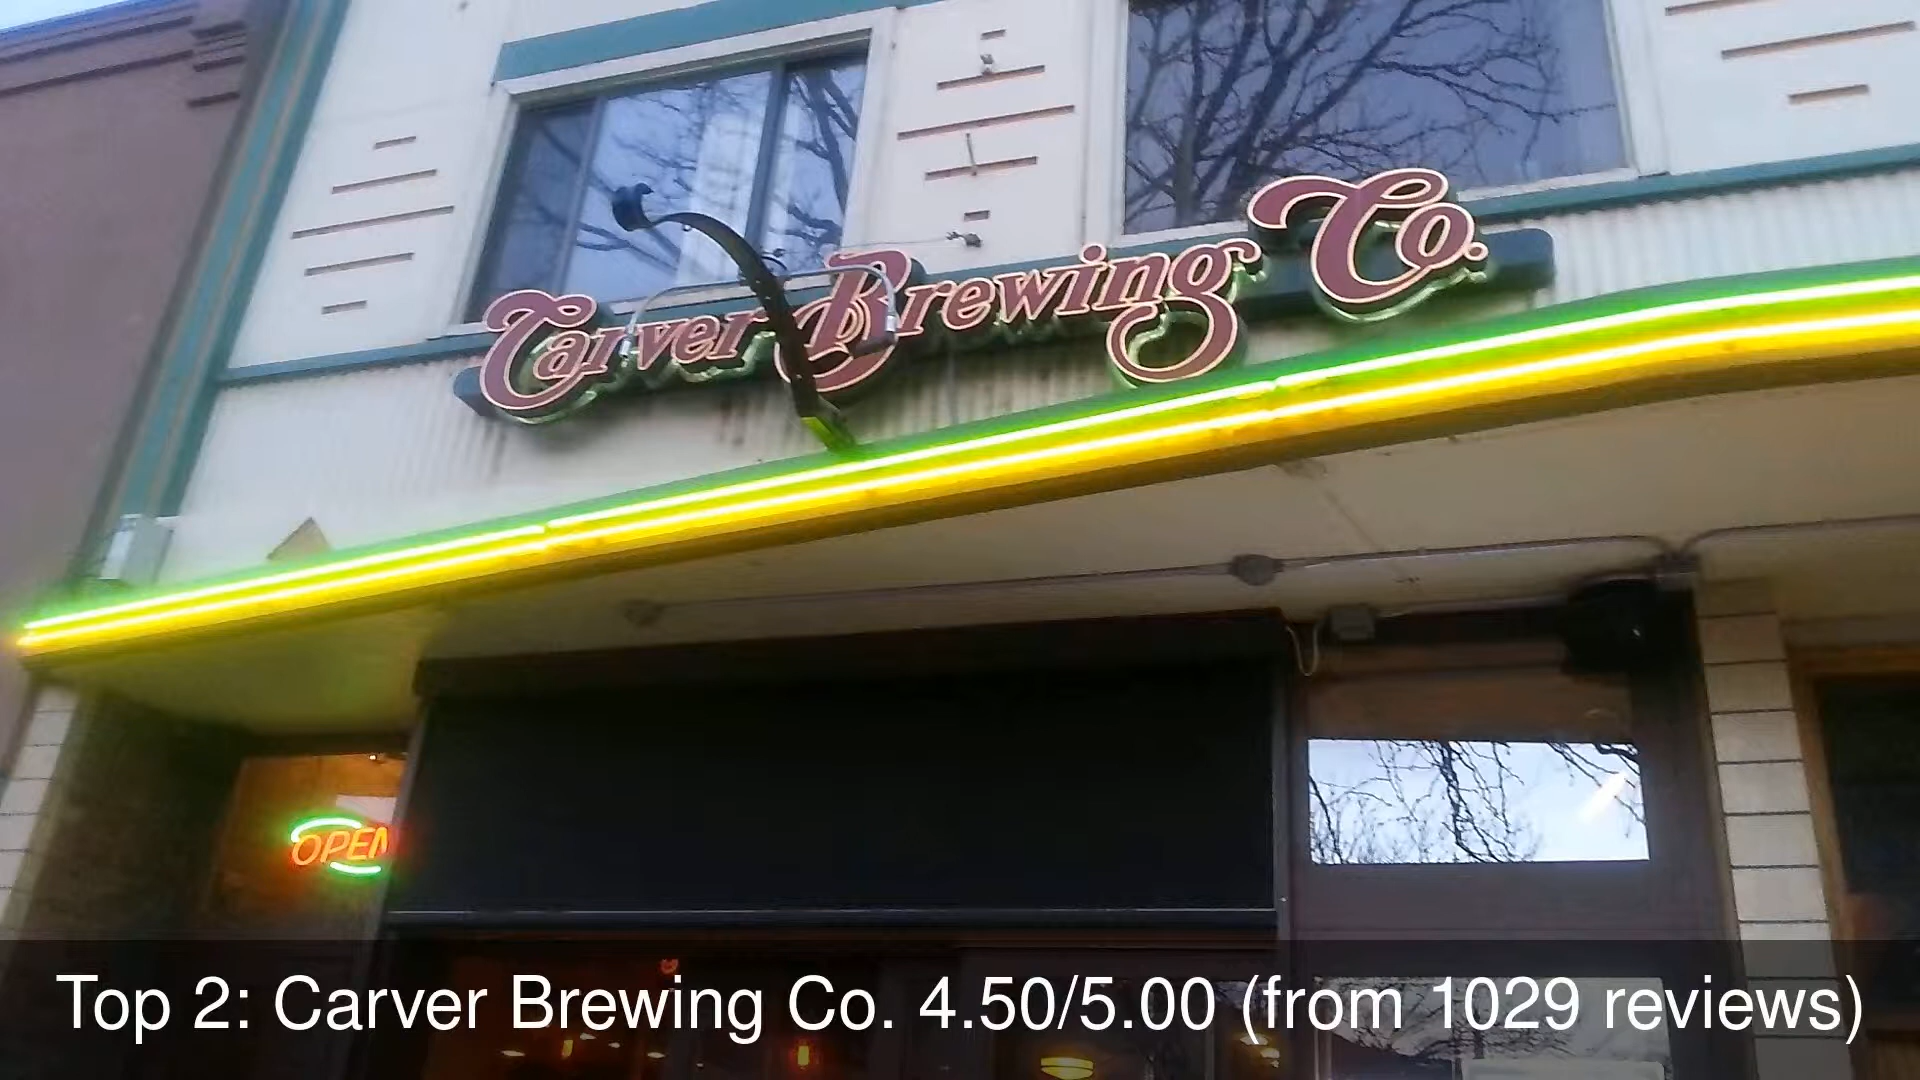 Carver Brewing Co.
OPEN
Top 2: Carver Brewing Co. 4.50/5.00 (from 1029 reviews)